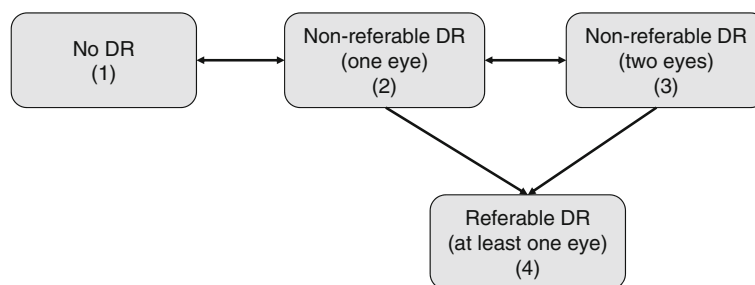 No DR
(1)
Non-referable DR
(one eye)
(2)
Non-referable DR
(two eyes)
(3)
Referable DR
(at least one eye)
(4)